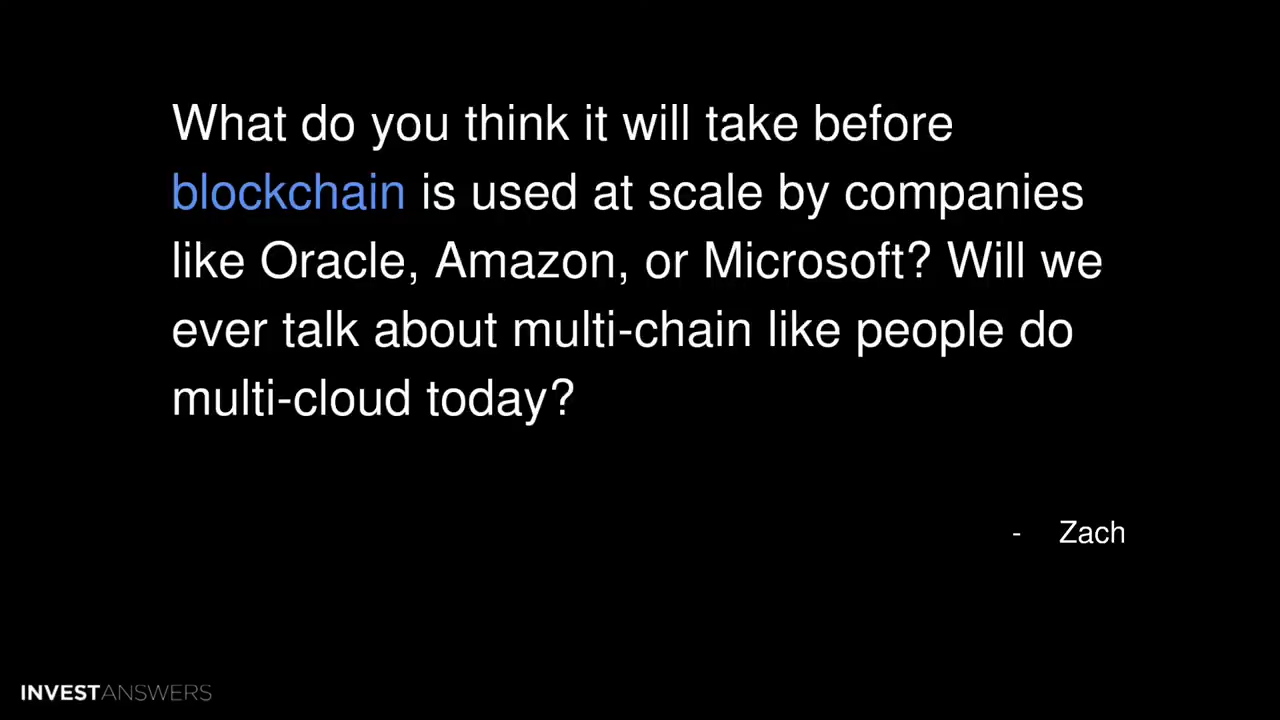 What do you think it will take before
blockchain is used at scale by companies
like Oracle, Amazon, or Microsoft? Will we
ever talk about multi-chain like people do
multi-cloud today?
- Zach
INVESTANSWERS